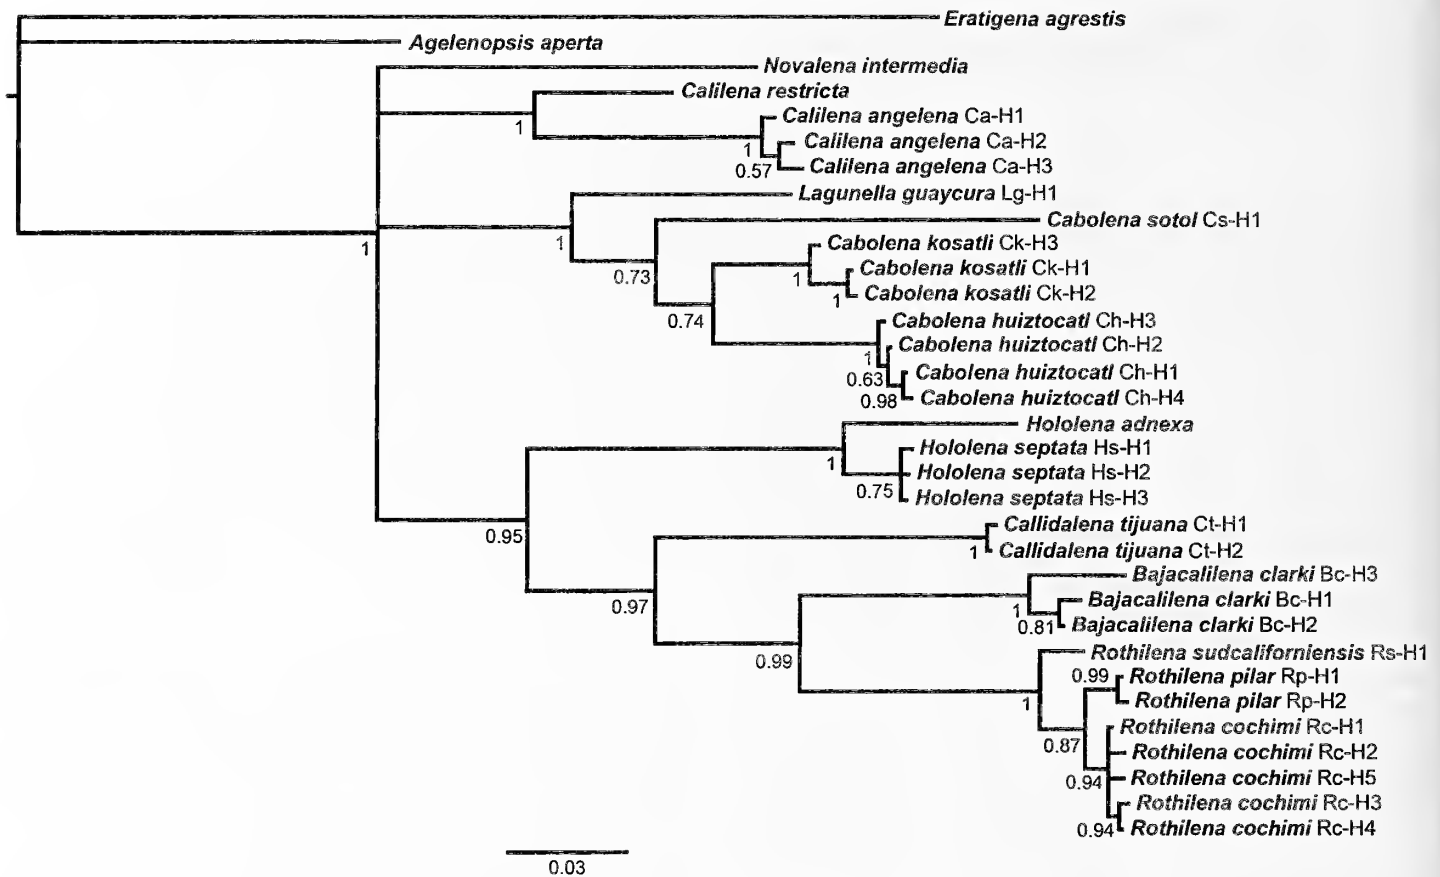 Eratigena agrestis
Agelenopsis aperta
Novalena intermedia
Calilena restricta
1
Calilena angelena Ca-H1
1
Calilena angelena Ca-H2
0.57
Calilena angelena Ca-H3
Lagunella guaycura Lg-H1
1
1
Cabolena sotol Cs-H1
0.73
Cabolena kosatli Ck-H3
1
Cabolena kosatli Ck-H1
1
Cabolena kosatli Ck-H2
0.74
Cabolena huiztocatl Ch-H3
1
Cabolena huiztocatl Ch-H2
0.63
Cabolena huiztocatl Ch-H1
0.98
Cabolena huiztocatl Ch-H4
Hololena adnexa
1
Hololena septata Hs-H1
Hololena septata Hs-H2
0.75
Hololena septata Hs-H3
0.95
Callidalena tijuana Ct-H1
1
Callidalena tijuana Ct-H2
0.97
Bajacalilena clarki Bc-H3
1
Bajacalilena clarki Bc-H1
0.81
Bajacalilena clarki Bc-H2
0.99
Rothilena sudcaliforniensis Rs-H1
1
0.99
Rothilena pilar Rp-H1
Rothilena pilar Rp-H2
0.87
Rothilena cochimi Rc-H1
Rothilena cochimi Rc-H2
0.94
Rothilena cochimi Rc-H5
Rothilena cochimi Rc-H3
0.94
Rothilena cochimi Rc-H4
0.03